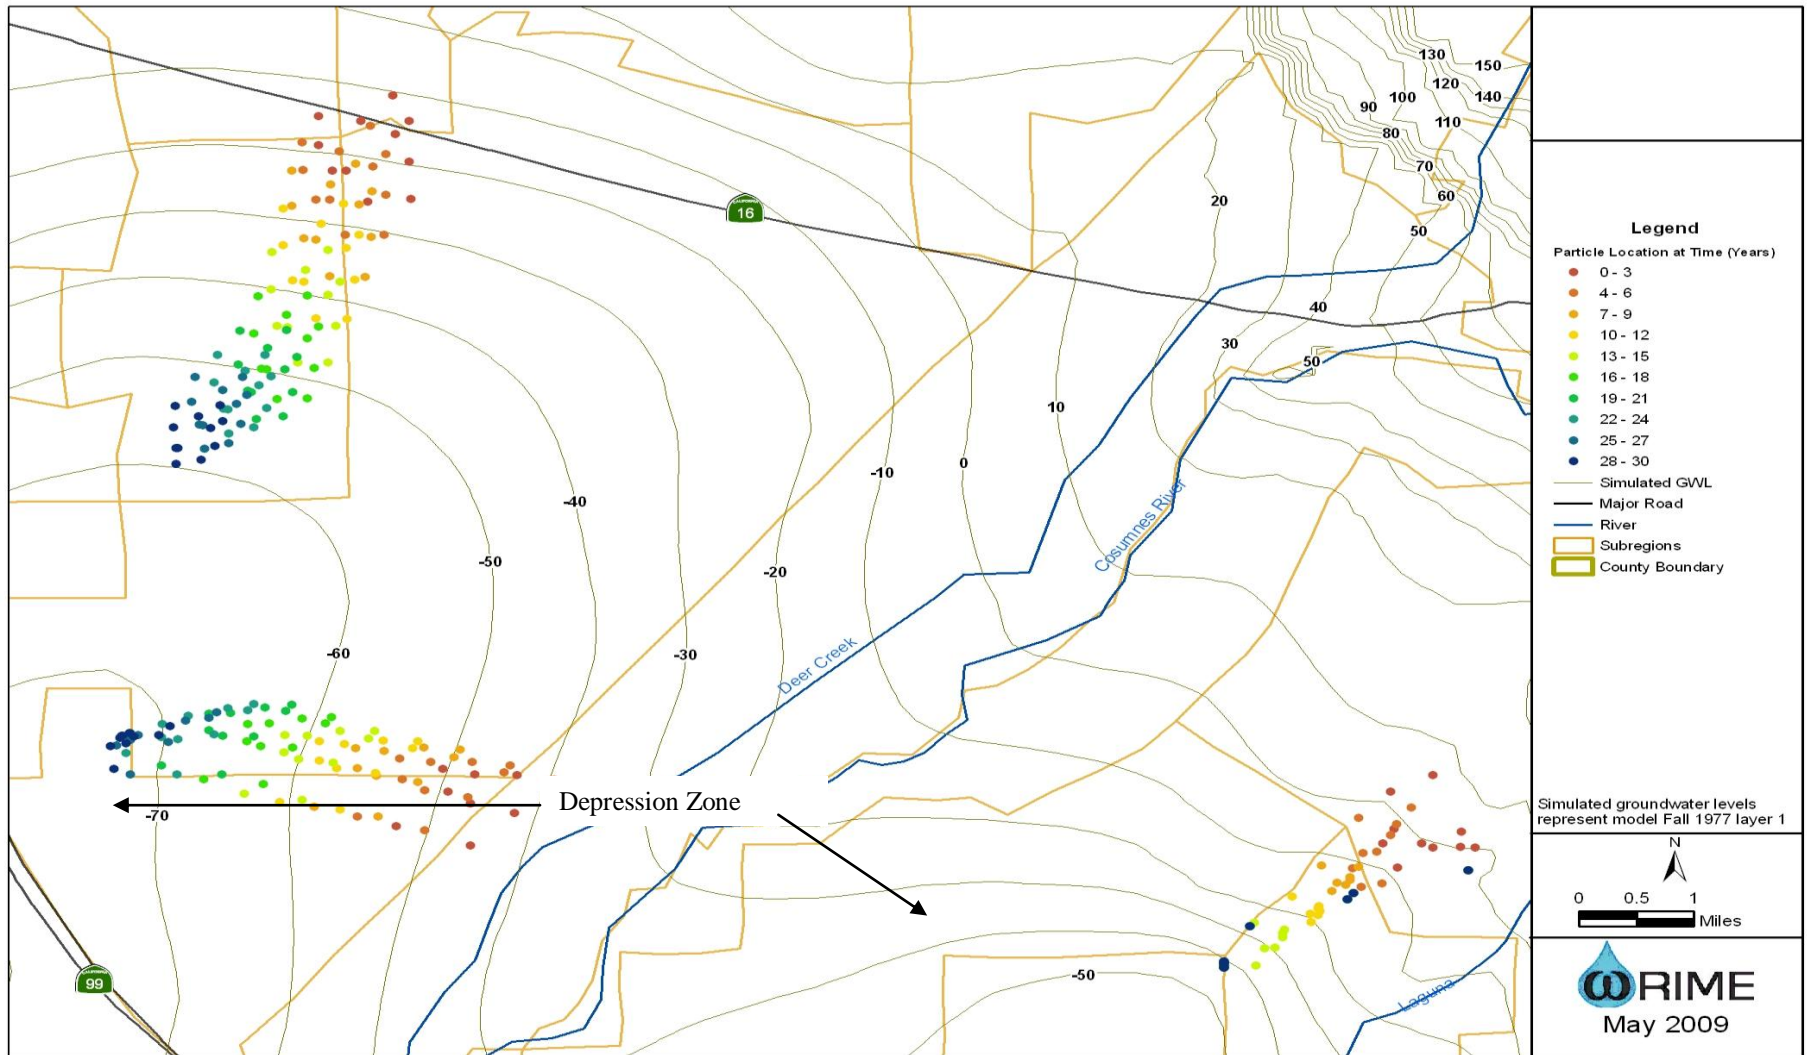 130
150
120
140
100
90
110
80
70
60
20
50
CALIFORNIA
16
40
30
50
10
0
-10
-40
-50
-20
-60
-30
Cosumnes River
Deer Creek
Depression Zone
-70
-50
CALIFORNIA
99
Laguna
Legend
Particle Location at Time (Years)
0 - 3
4 - 6
7 - 9
10 - 12
13 - 15
16 - 18
19 - 21
22 - 24
25 - 27
28 - 30
Simulated GWL
Major Road
River
Subregions
County Boundary
Simulated groundwater levels
represent model Fall 1977 layer 1
N
0 0.5 1
Miles
WRIME
May 2009